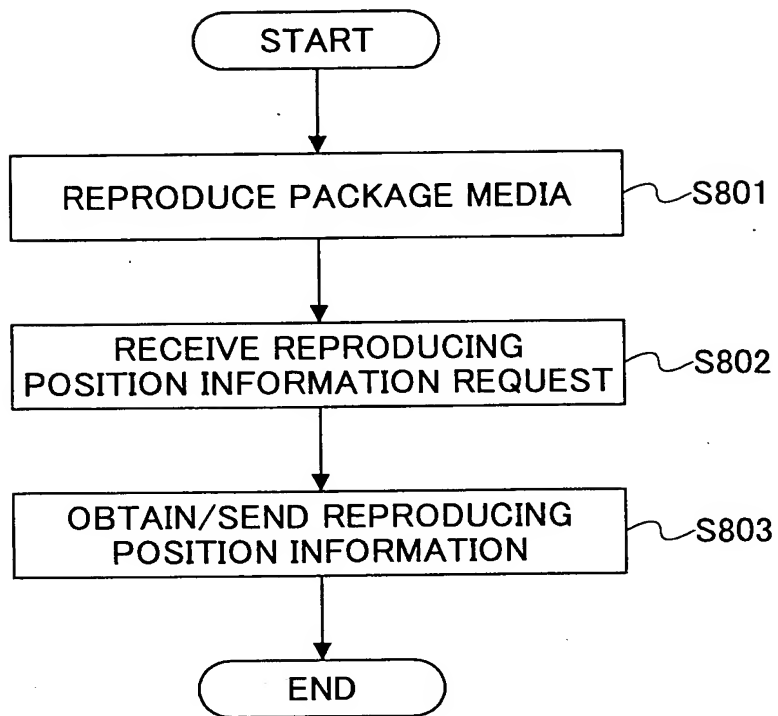 START
REPRODUCE PACKAGE MEDIA
S801
RECEIVE REPRODUCING
POSITION INFORMATION REQUEST
S802
OBTAIN/SEND REPRODUCING
POSITION INFORMATION
S803
END